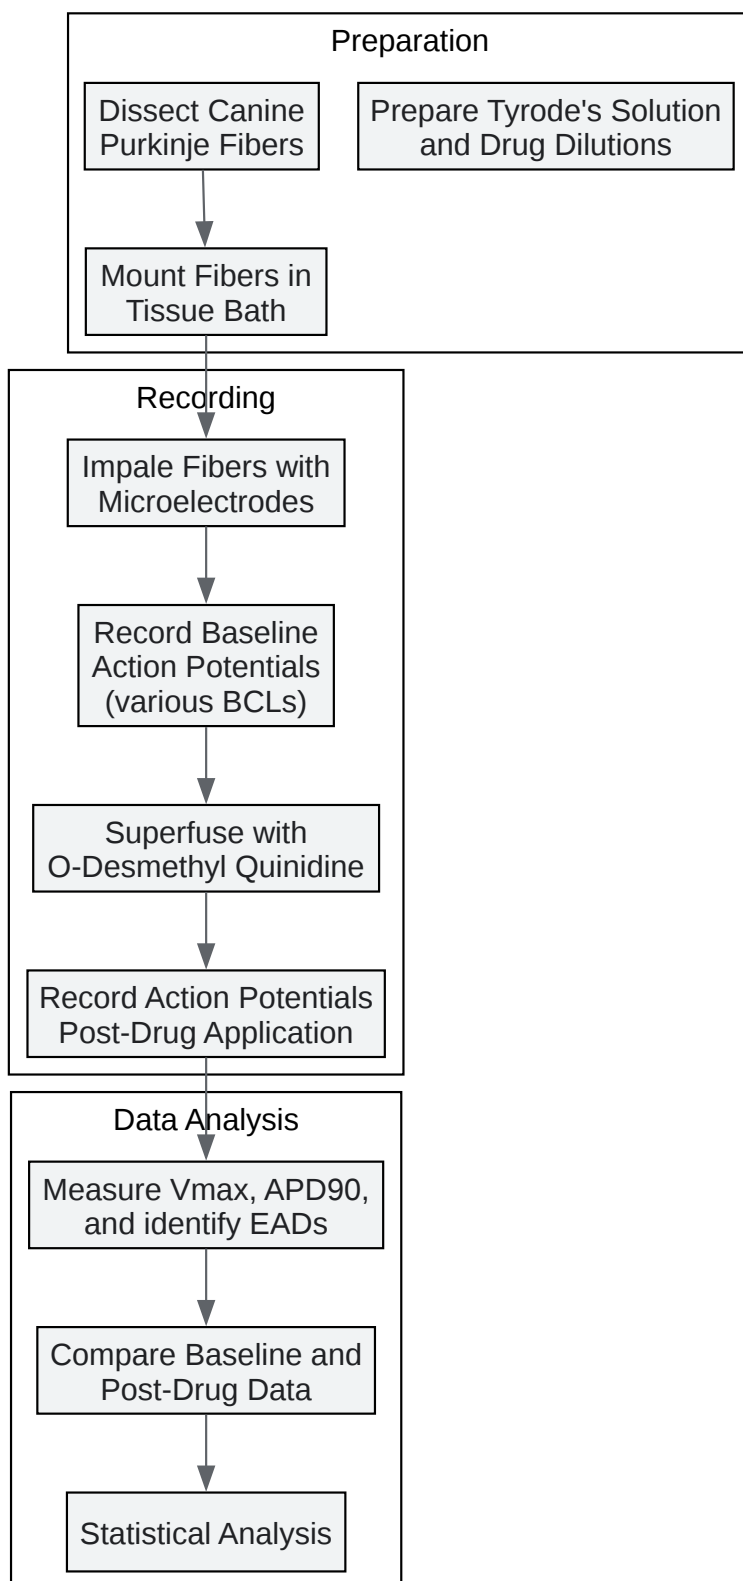 Preparation
Dissect Canine
Purkinje Fibers
Prepare Tyrode's Solution
and Drug Dilutions
Mount Fibers in
Tissue Bath
Recording
Impale Fibers with
Microelectrodes
Record Baseline
Action Potentials
(various BCLs)
Superfuse with
O-Desmethyl Quinidine
Record Action Potentials
Post-Drug Application
Data Analysis
Measure Vmax, APD90,
and identify EADs
Compare Baseline and
Post-Drug Data
Statistical Analysis